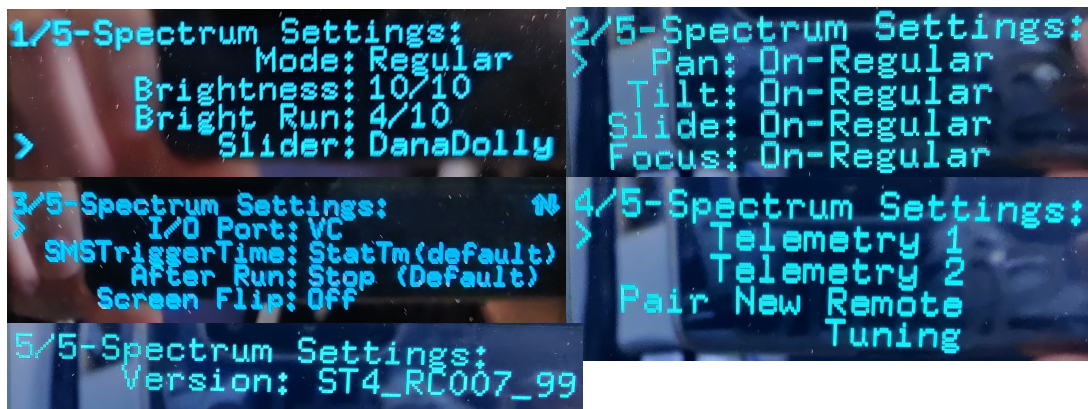 1/5-Spectrum Settings:
Mode: Regular
Brightness: 10/10
Bright Run: 4/10
> Slider: DanaDolly
2/5-Spectrum Settings:
> Pan: On-Regular
Tilt: On-Regular
Slide: On-Regular
Focus: On-Regular
3/5-Spectrum Settings:
> I/O Port: VC
SMSTriggerTime: StatTm(default)
After Run: Stop (Default)
Screen Flip: Off
4/5-Spectrum Settings:
> Telemetry 1
Telemetry 2
Pair New Remote
Tuning
5/5-Spectrum Settings:
Version: ST4_RC007_99